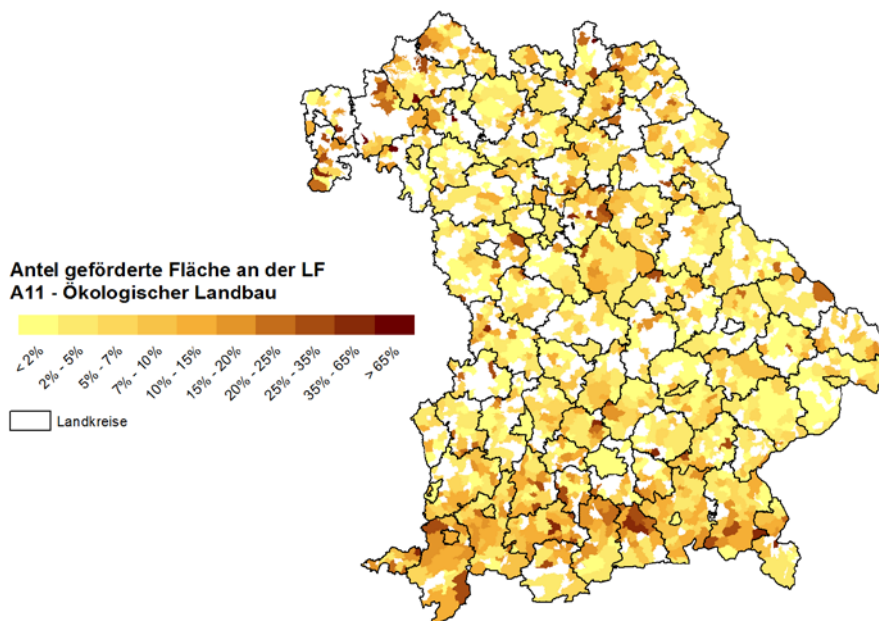 Antel geförderte Fläche an der LF
A11 - Ökologischer Landbau
< 2%
2% - 5%
5% - 7%
7% - 10%
10% - 15%
15% -20%
20% - 25%
25% - 35%
35% - 65%
> 65%
Landkreise